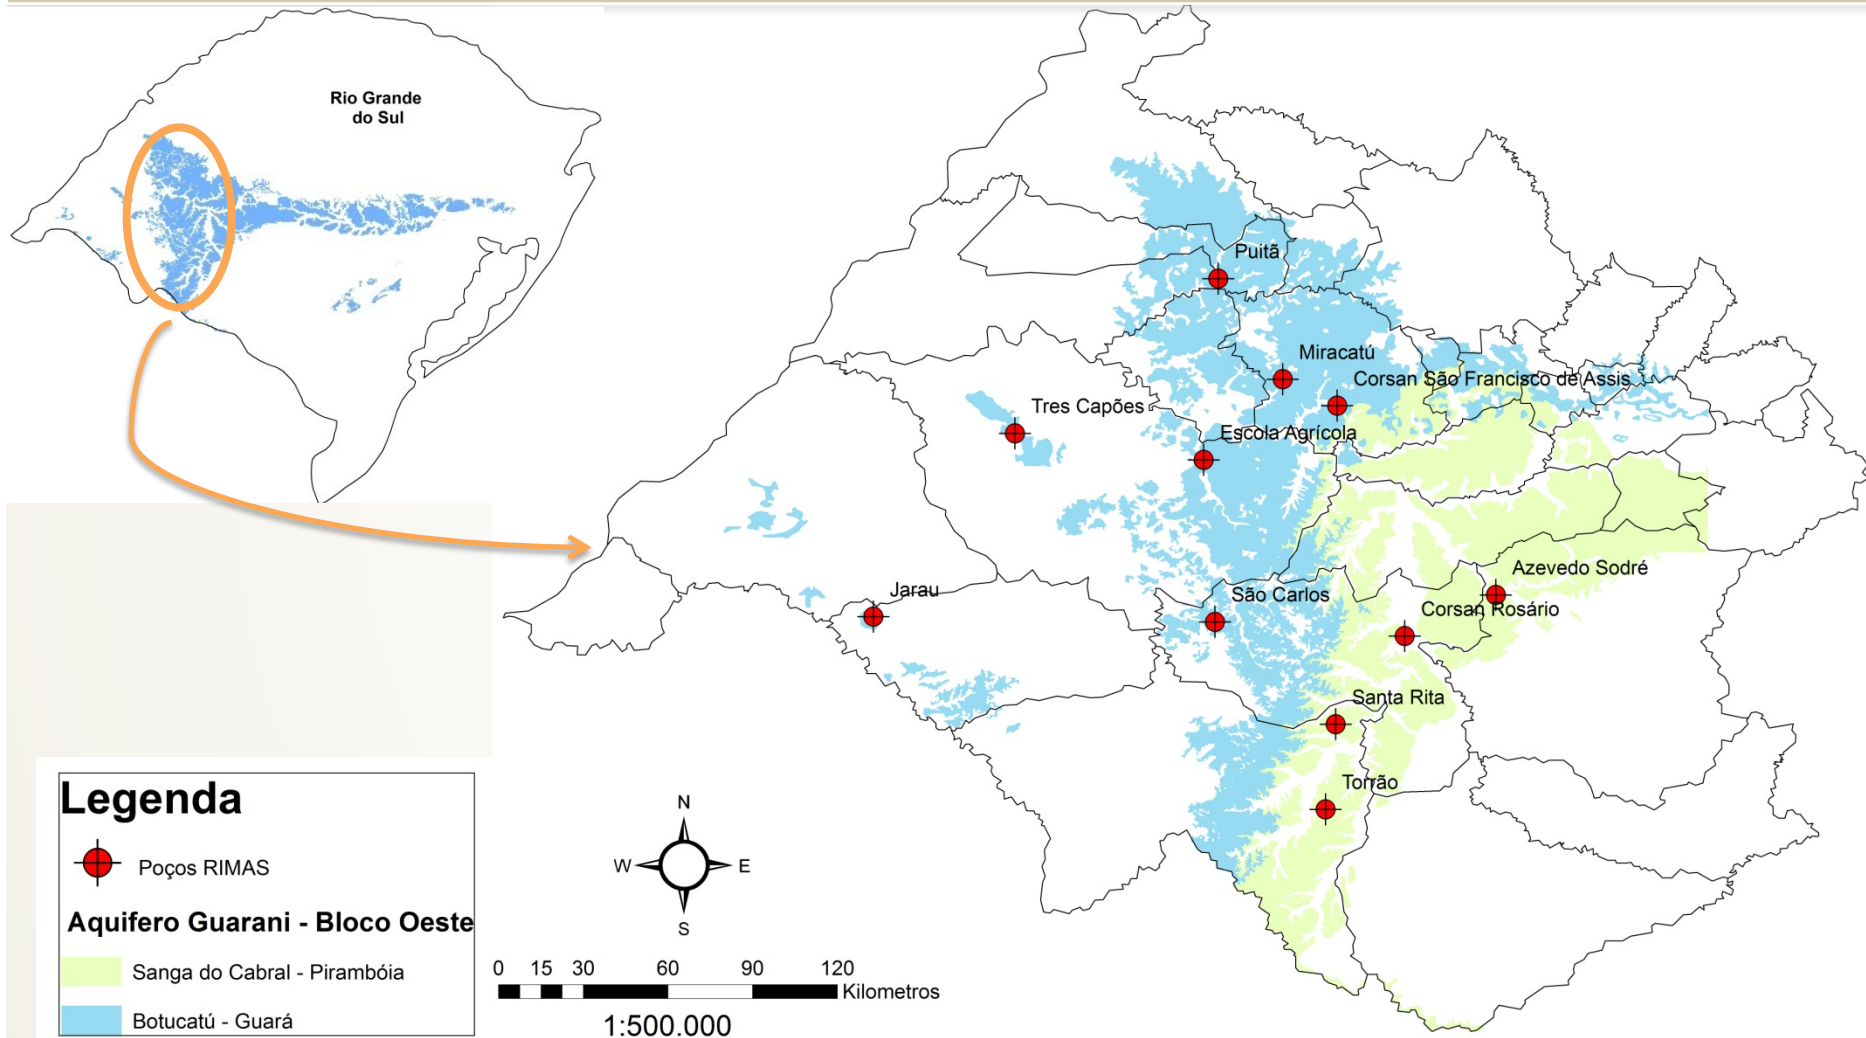 Rio Grande
do Sul
Puitã
Miracatú
Corsan São Francisco de Assis
Tres Capões
Escola Agrícola
Azevedo Sodré
Jarau
São Carlos
Corsan Rosário
Santa Rita
Torrão
Legenda
Poços RIMAS
Aquifero Guarani - Bloco Oeste
Sanga do Cabral - Pirambóia
Botucatú - Guará
N
W E
S
0 15 30 60 90 120
Kilometros
1:500.000